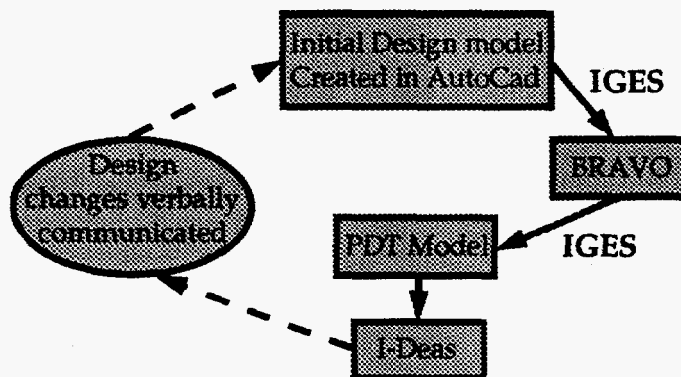 Initial Design model
Created in AutoCad
IGES
BRAVO
Design
changes verbally
communicated
PDT Model
IGES
I-Deas